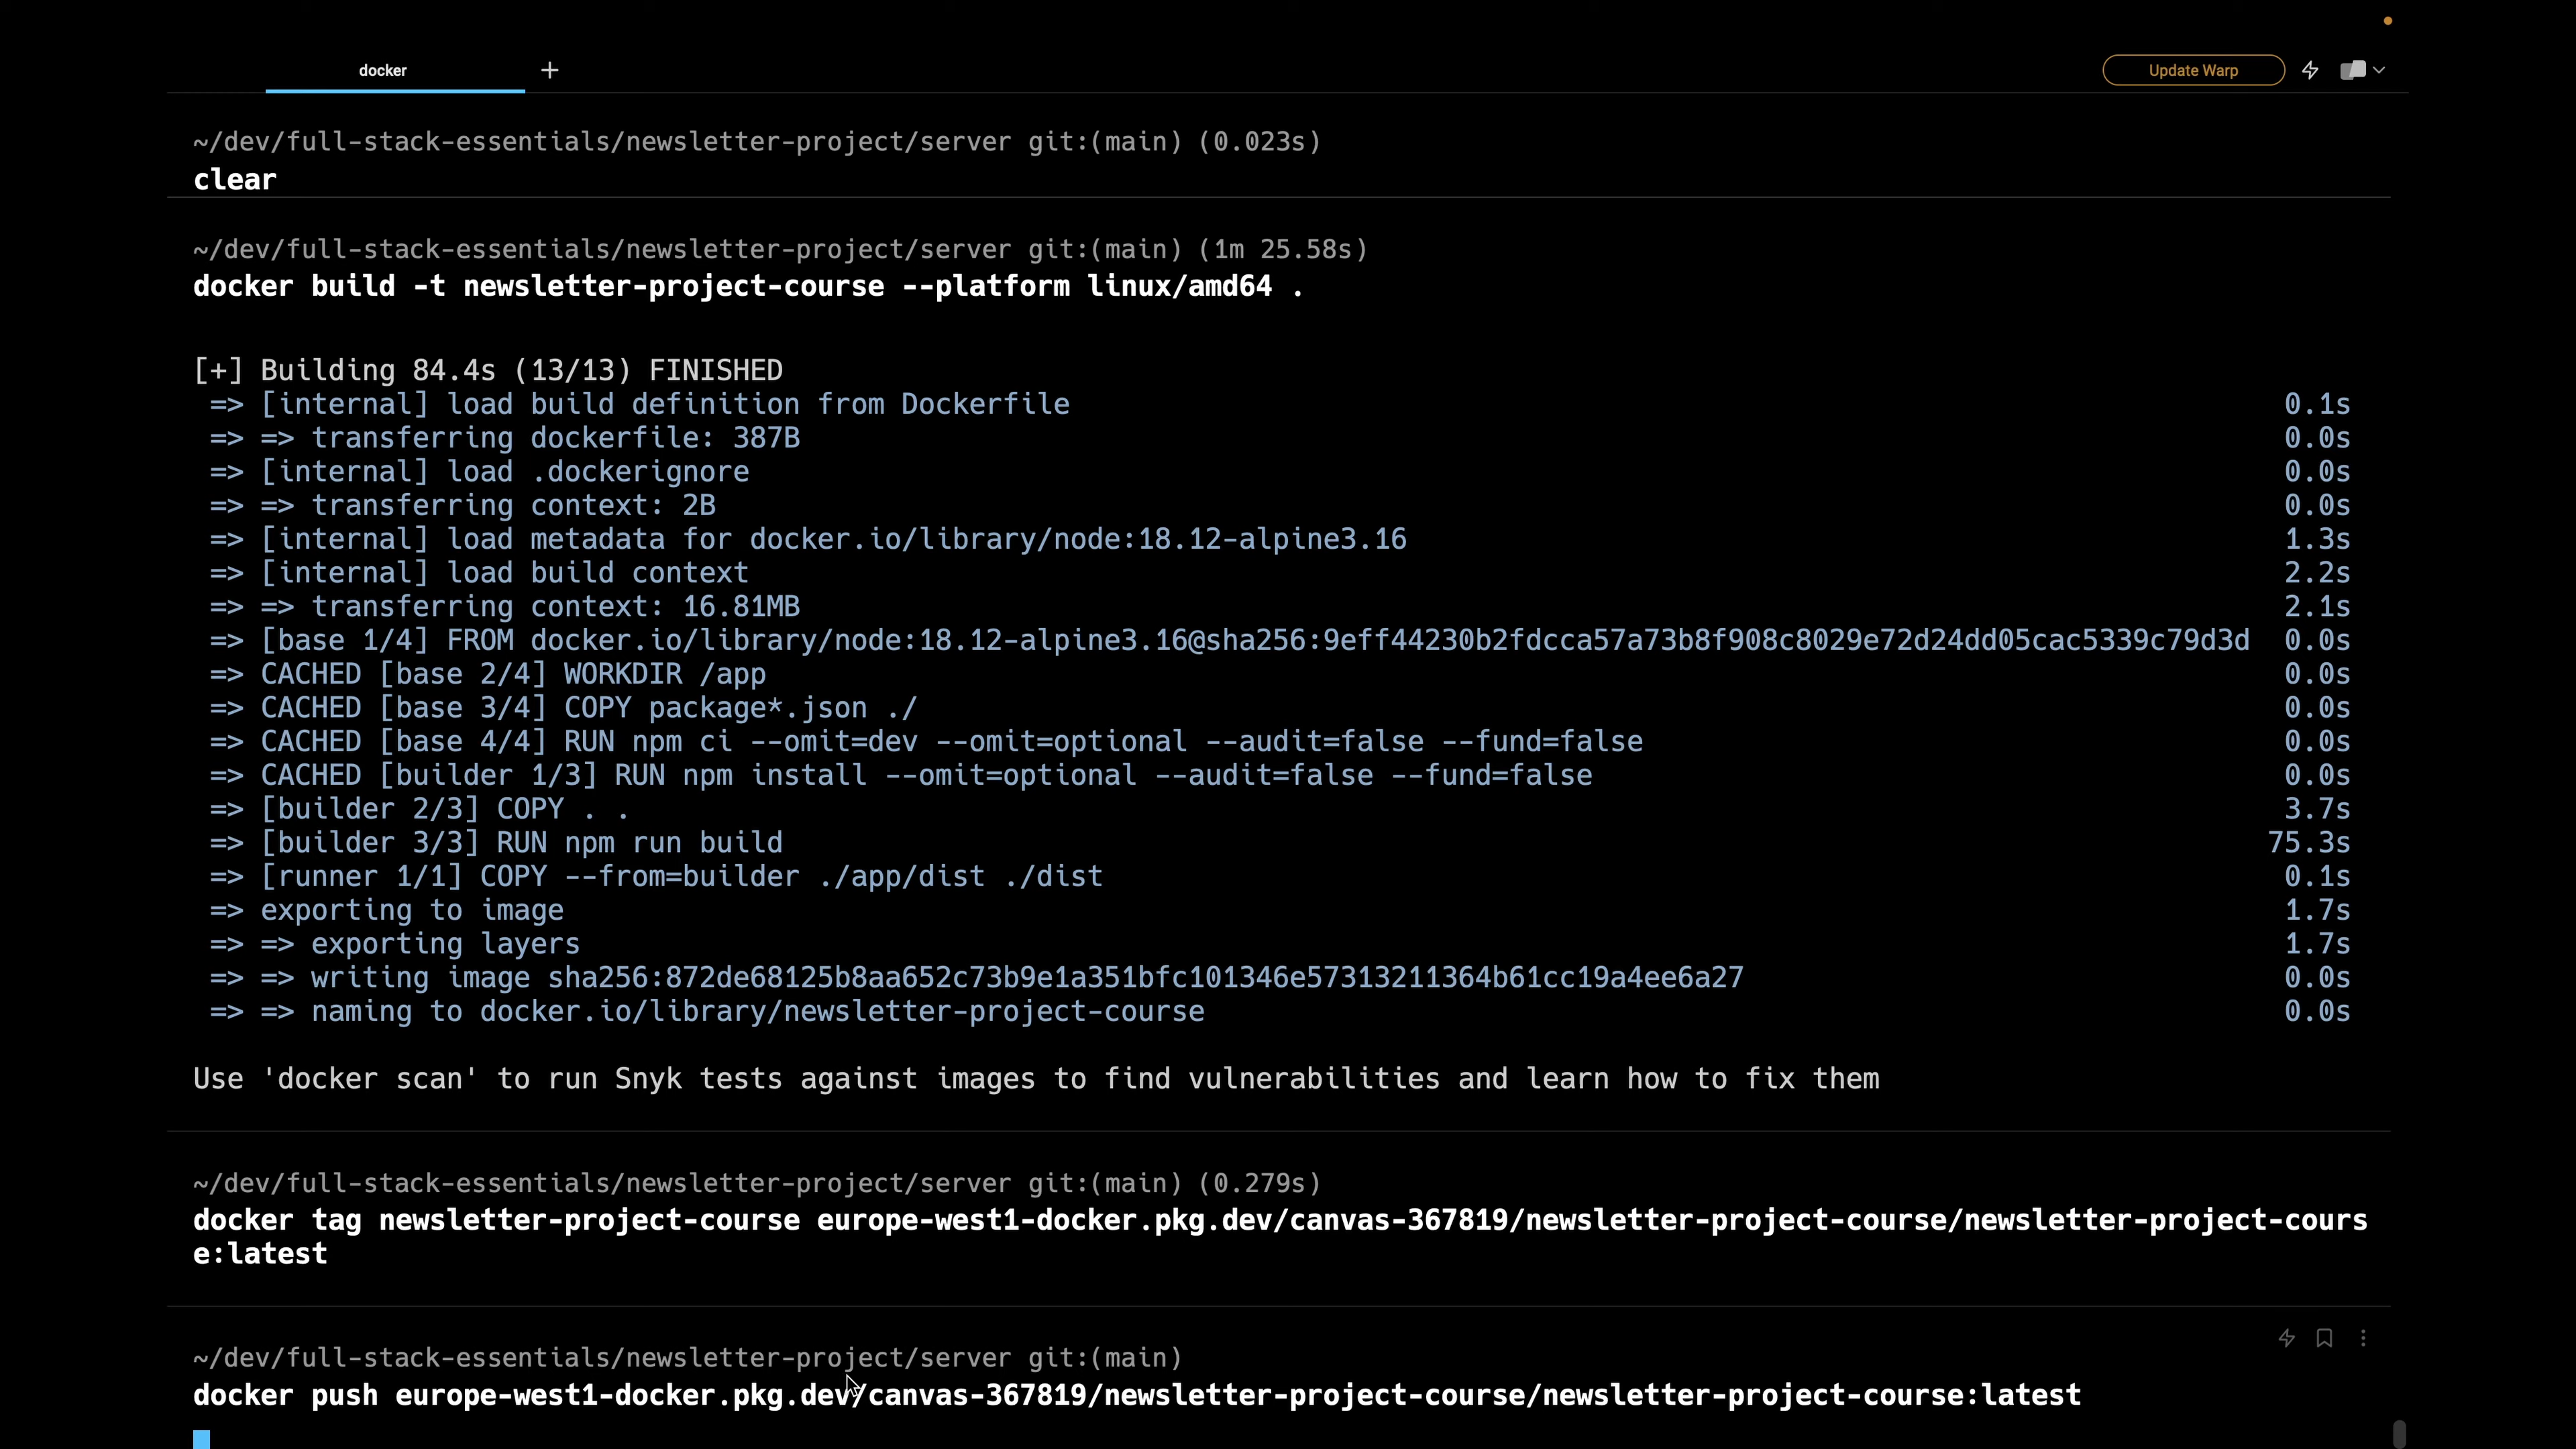 docker
+
Update Warp
~/dev/full-stack-essentials/newsletter-project/server git:(main) (0.023s)
clear
~/dev/full-stack-essentials/newsletter-project/server git:(main) (1m 25.58s)
docker build -t newsletter-project-course --platform linux/amd64 .
[+] Building 84.4s (13/13) FINISHED
=> [internal] load build definition from Dockerfile 0.1s
=> => transferring dockerfile: 387B 0.0s
=> [internal] load .dockerignore 0.0s
=> => transferring context: 2B 0.0s
=> [internal] load metadata for docker.io/library/node:18.12-alpine3.16 1.3s
=> [internal] load build context 2.2s
=> => transferring context: 16.81MB 2.1s
=> [base 1/4] FROM docker.io/library/node:18.12-alpine3.16@sha256:9eff44230b2fdcca57a73b8f908c8029e72d24dd05cac5339c79d3d 0.0s
=> CACHED [base 2/4] WORKDIR /app 0.0s
=> CACHED [base 3/4] COPY package*.json ./ 0.0s
=> CACHED [base 4/4] RUN npm ci --omit=dev --omit=optional --audit=false --fund=false 0.0s
=> CACHED [builder 1/3] RUN npm install --omit=optional --audit=false --fund=false 0.0s
=> [builder 2/3] COPY . . 3.7s
=> [builder 3/3] RUN npm run build 75.3s
=> [runner 1/1] COPY --from=builder ./app/dist ./dist 0.1s
=> exporting to image 1.7s
=> => exporting layers 1.7s
=> => writing image sha256:872de68125b8aa652c73b9e1a351bfc101346e57313211364b61cc19a4ee6a27 0.0s
=> => naming to docker.io/library/newsletter-project-course 0.0s
Use 'docker scan' to run Snyk tests against images to find vulnerabilities and learn how to fix them
~/dev/full-stack-essentials/newsletter-project/server git:(main) (0.279s)
docker tag newsletter-project-course europe-west1-docker.pkg.dev/canvas-367819/newsletter-project-course/newsletter-project-cours
e:latest
~/dev/full-stack-essentials/newsletter-project/server git:(main)
docker push europe-west1-docker.pkg.dev/canvas-367819/newsletter-project-course/newsletter-project-course:latest